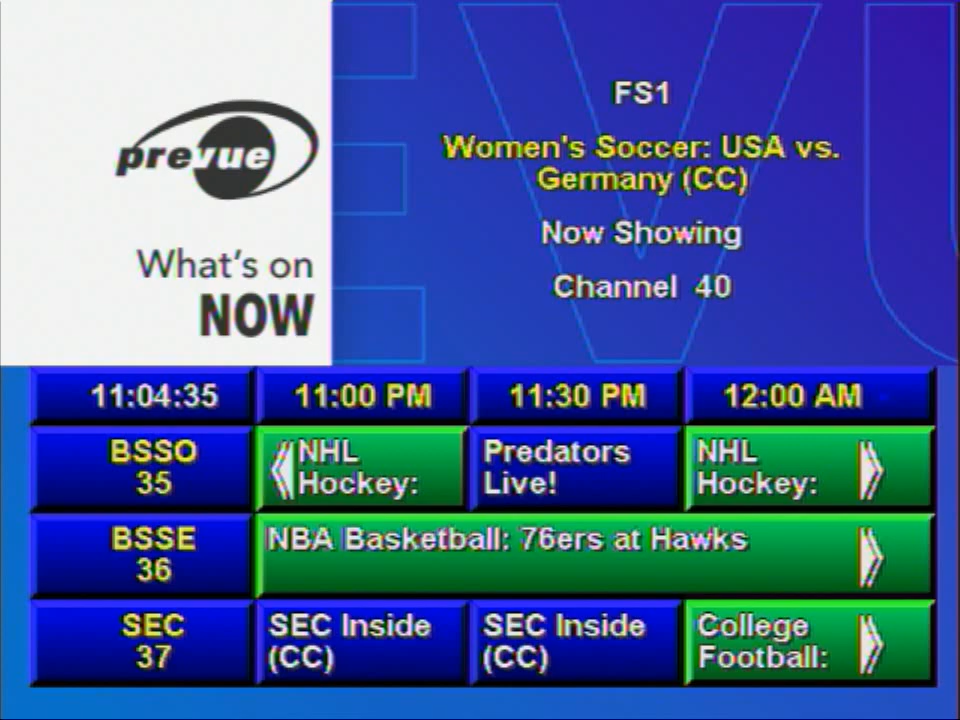 prevue
What's on
NOW
FS1
Women's Soccer: USA vs.
Germany (CC)
Now Showing
Channel 40
11:04:35 11:00 PM 11:30 PM 12:00 AM
BSSO
35
NHL
Hockey:
Predators
Live!
NHL
Hockey:
BSSE
36
NBA Basketball: 76ers at Hawks
SEC
37
SEC Inside
(CC)
SEC Inside
(CC)
College
Football: